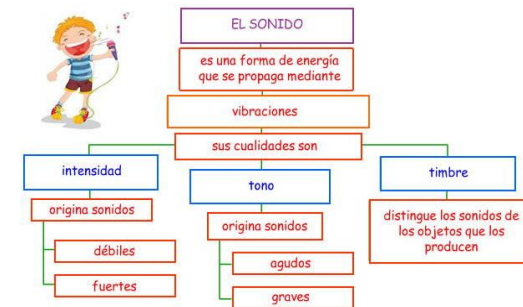 EL SONIDO
es una forma de energía
que se propaga mediante
vibraciones
sus cualidades son
intensidad
origina sonidos
débiles
fuertes
tono
origina sonidos
agudos
graves
timbre
distingue los sonidos de
los objetos que los
producen